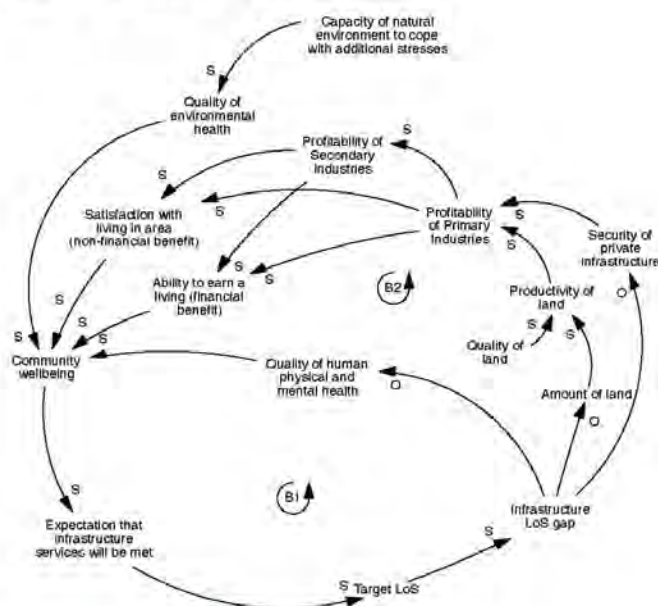 Capacity of natural
environment to cope
with additional stresses
S
Quality of
environmental
health
Profitability of
Secondary
Industries
S
S
Satisfaction with
living in area
(non-financial benefit)
S
Profitability
of Primary
Industries
S
Security of
private
infrastructure
S
O
Ability to earn a
living (financial
benefit)
S
S
B2
Productivity of
land
S
S
S
S
S
Quality of
land
S
Community
wellbeing
Quality of human
physical and
mental health
O
Amount of land
O
S
B1
Expectation that
infrastructure
services will be met
Infrastructure
LoS gap
S
S
Target LoS